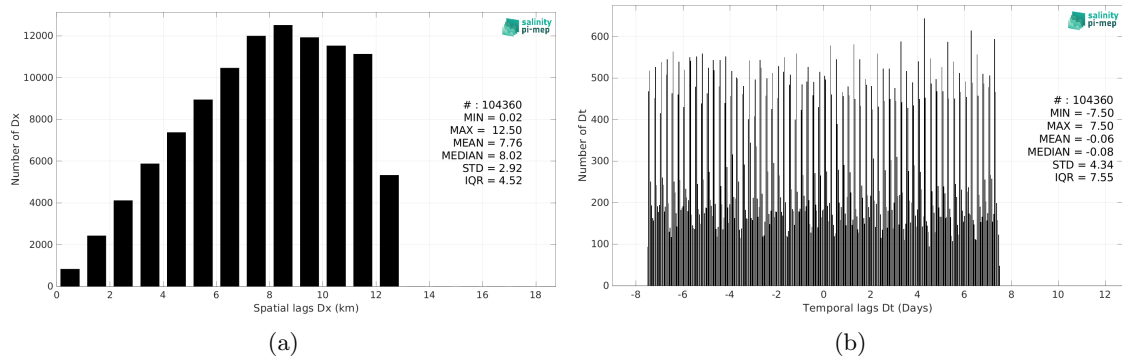 salinity
pi-mep
12000
10000
8000
6000
4000
2000
0
Number of Dx
# : 104360
MIN = 0.02
MAX = 12.50
MEAN = 7.76
MEDIAN = 8.02
STD = 2.92
IQR = 4.52
0 2 4 6 8 10 12 14 16 18
Spatial lags Dx (km)
(a)
salinity
pi-mep
600
500
400
300
200
100
0
Number of Dt
# : 104360
MIN = -7.50
MAX = 7.50
MEAN = -0.06
MEDIAN = -0.08
STD = 4.34
IQR = 7.55
-8 -6 -4 -2 0 2 4 6 8 10 12
Temporal lags Dt (Days)
(b)